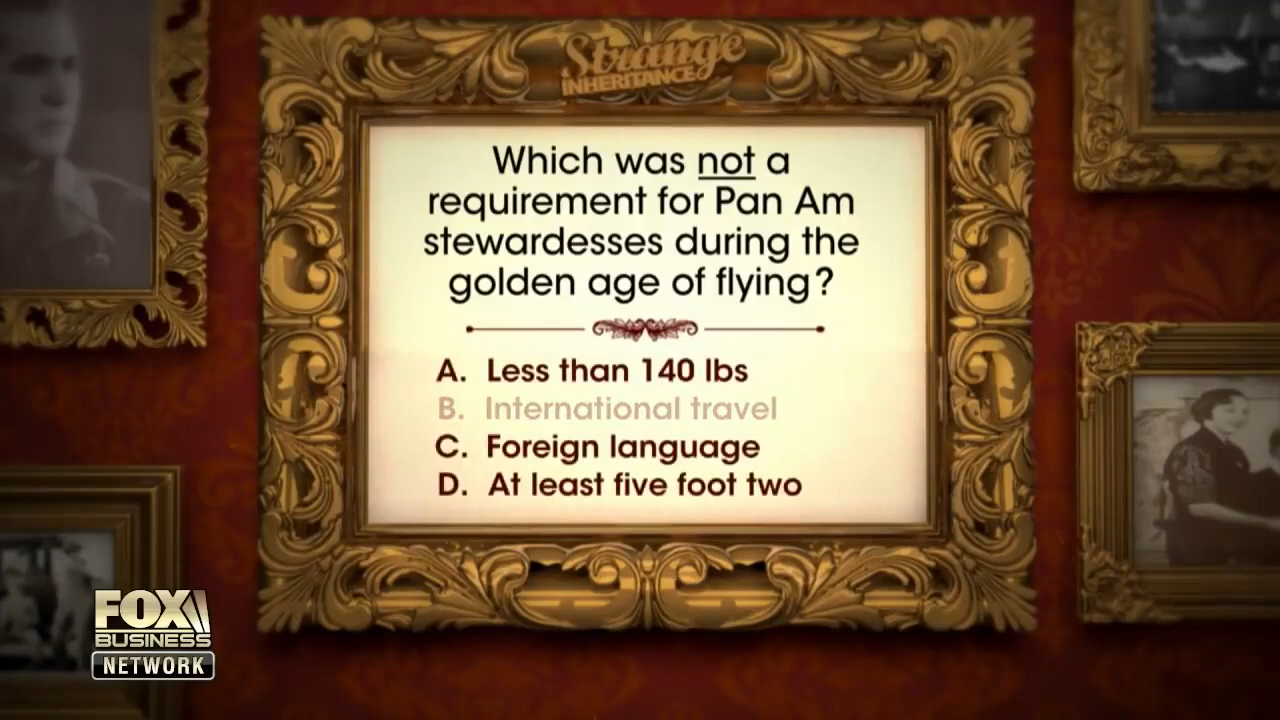 Strange
INHERITANCE
Which was not a
requirement for Pan Am
stewardesses during the
golden age of flying?
A. Less than 140 lbs
B. International travel
C. Foreign language
D. At least five foot two
FOX
BUSINESS
NETWORK